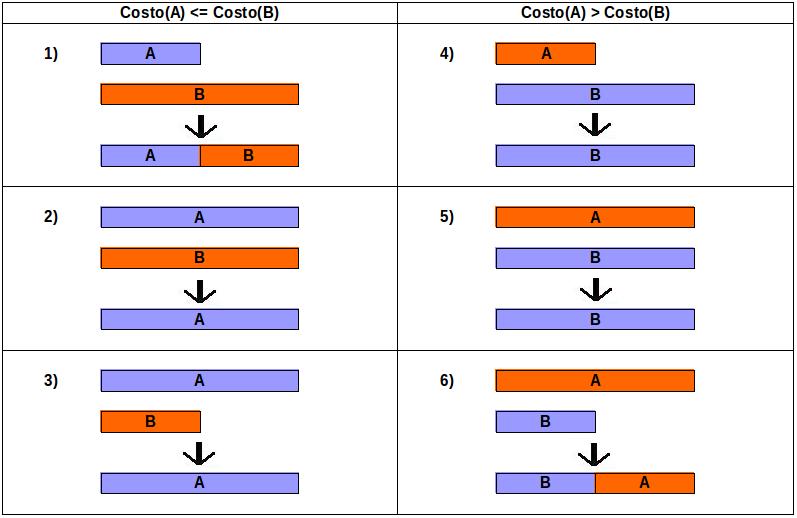 Costo(A) <= Costo(B)
Costo(A) > Costo(B)
1)
A
B
A B
4)
A
B
B
2)
A
B
A
5)
A
B
B
3)
A
B
A
6)
A
B
B A